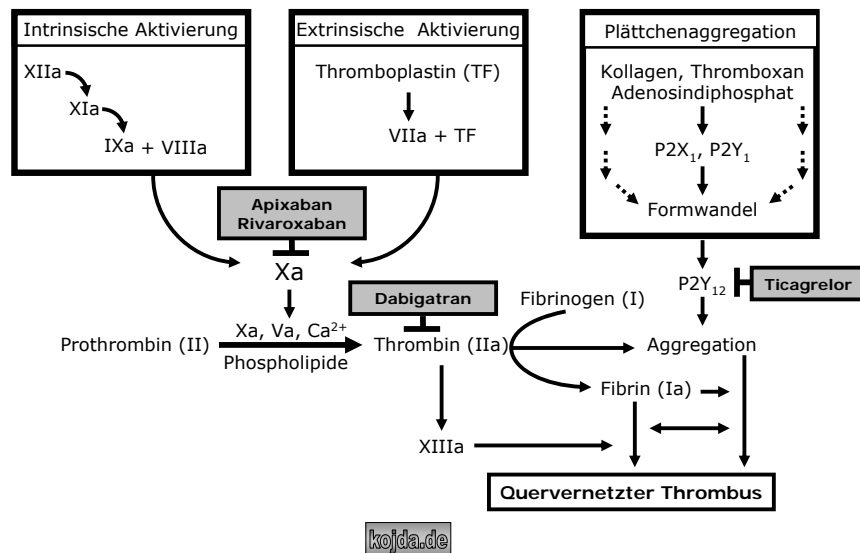 Intrinsische Aktivierung
XIIa
XIa
IXa + VIIIa
Extrinsische Aktivierung
Thromboplastin (TF)
VIIa + TF
Plättchenaggregation
Kollagen, Thromboxan
Adenosindiphosphat
P2X₁, P2Y₁
Formwandel
Apixaban
Rivaroxaban
Xa
P2Y₁₂
Ticagrelor
Dabigatran
Fibrinogen (I)
Prothrombin (II)
Xa, Va, Ca²⁺
Phospholipide
Thrombin (IIa)
Aggregation
Fibrin (Ia)
XIIIa
Quervernetzter Thrombus
kojda.de